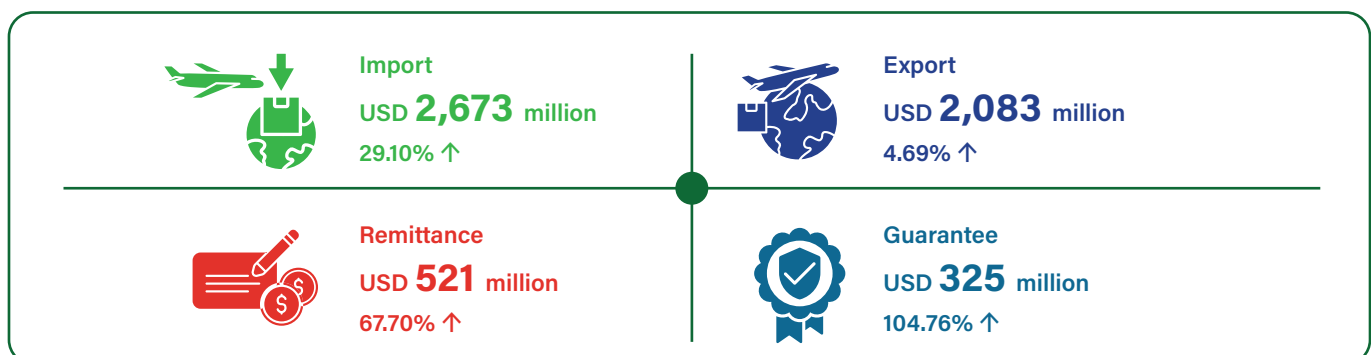 Import
USD 2,673 million
29.10% ↑
Export
USD 2,083 million
4.69% ↑
Remittance
USD 521 million
67.70% ↑
Guarantee
USD 325 million
104.76% ↑